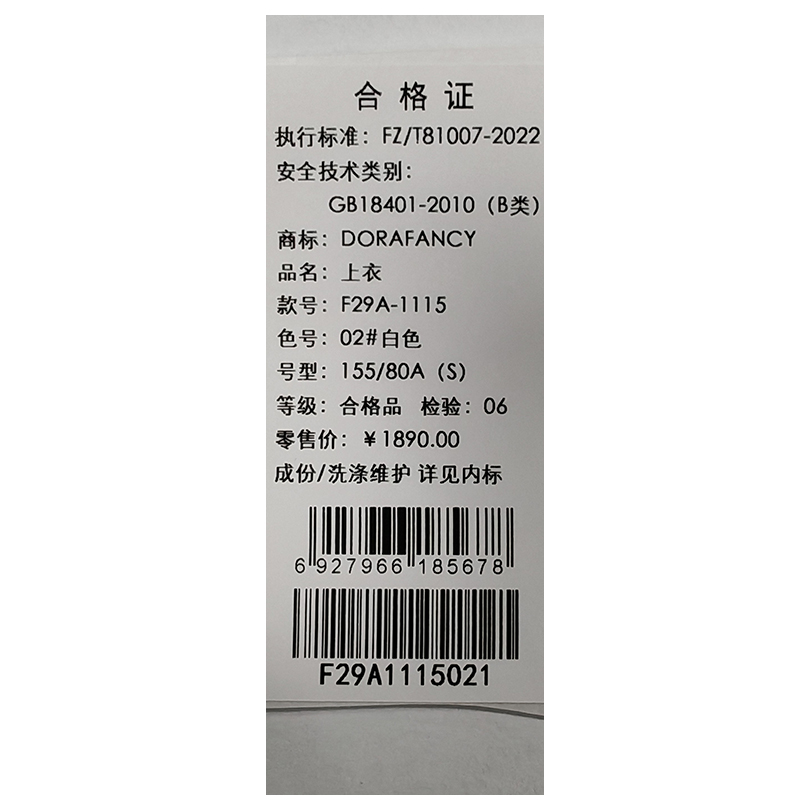 合格证
执行标准：FZ/T81007-2022
安全技术类别：
GB18401-2010（B类）
商标：DORAFANCY
品名：上衣
款号：F29A-1115
色号：02#白色
号型：155/80A（S）
等级：合格品 检验：06
零售价：￥1890.00
成份/洗涤维护 详见内标
6 927966 185678
F29A1115021